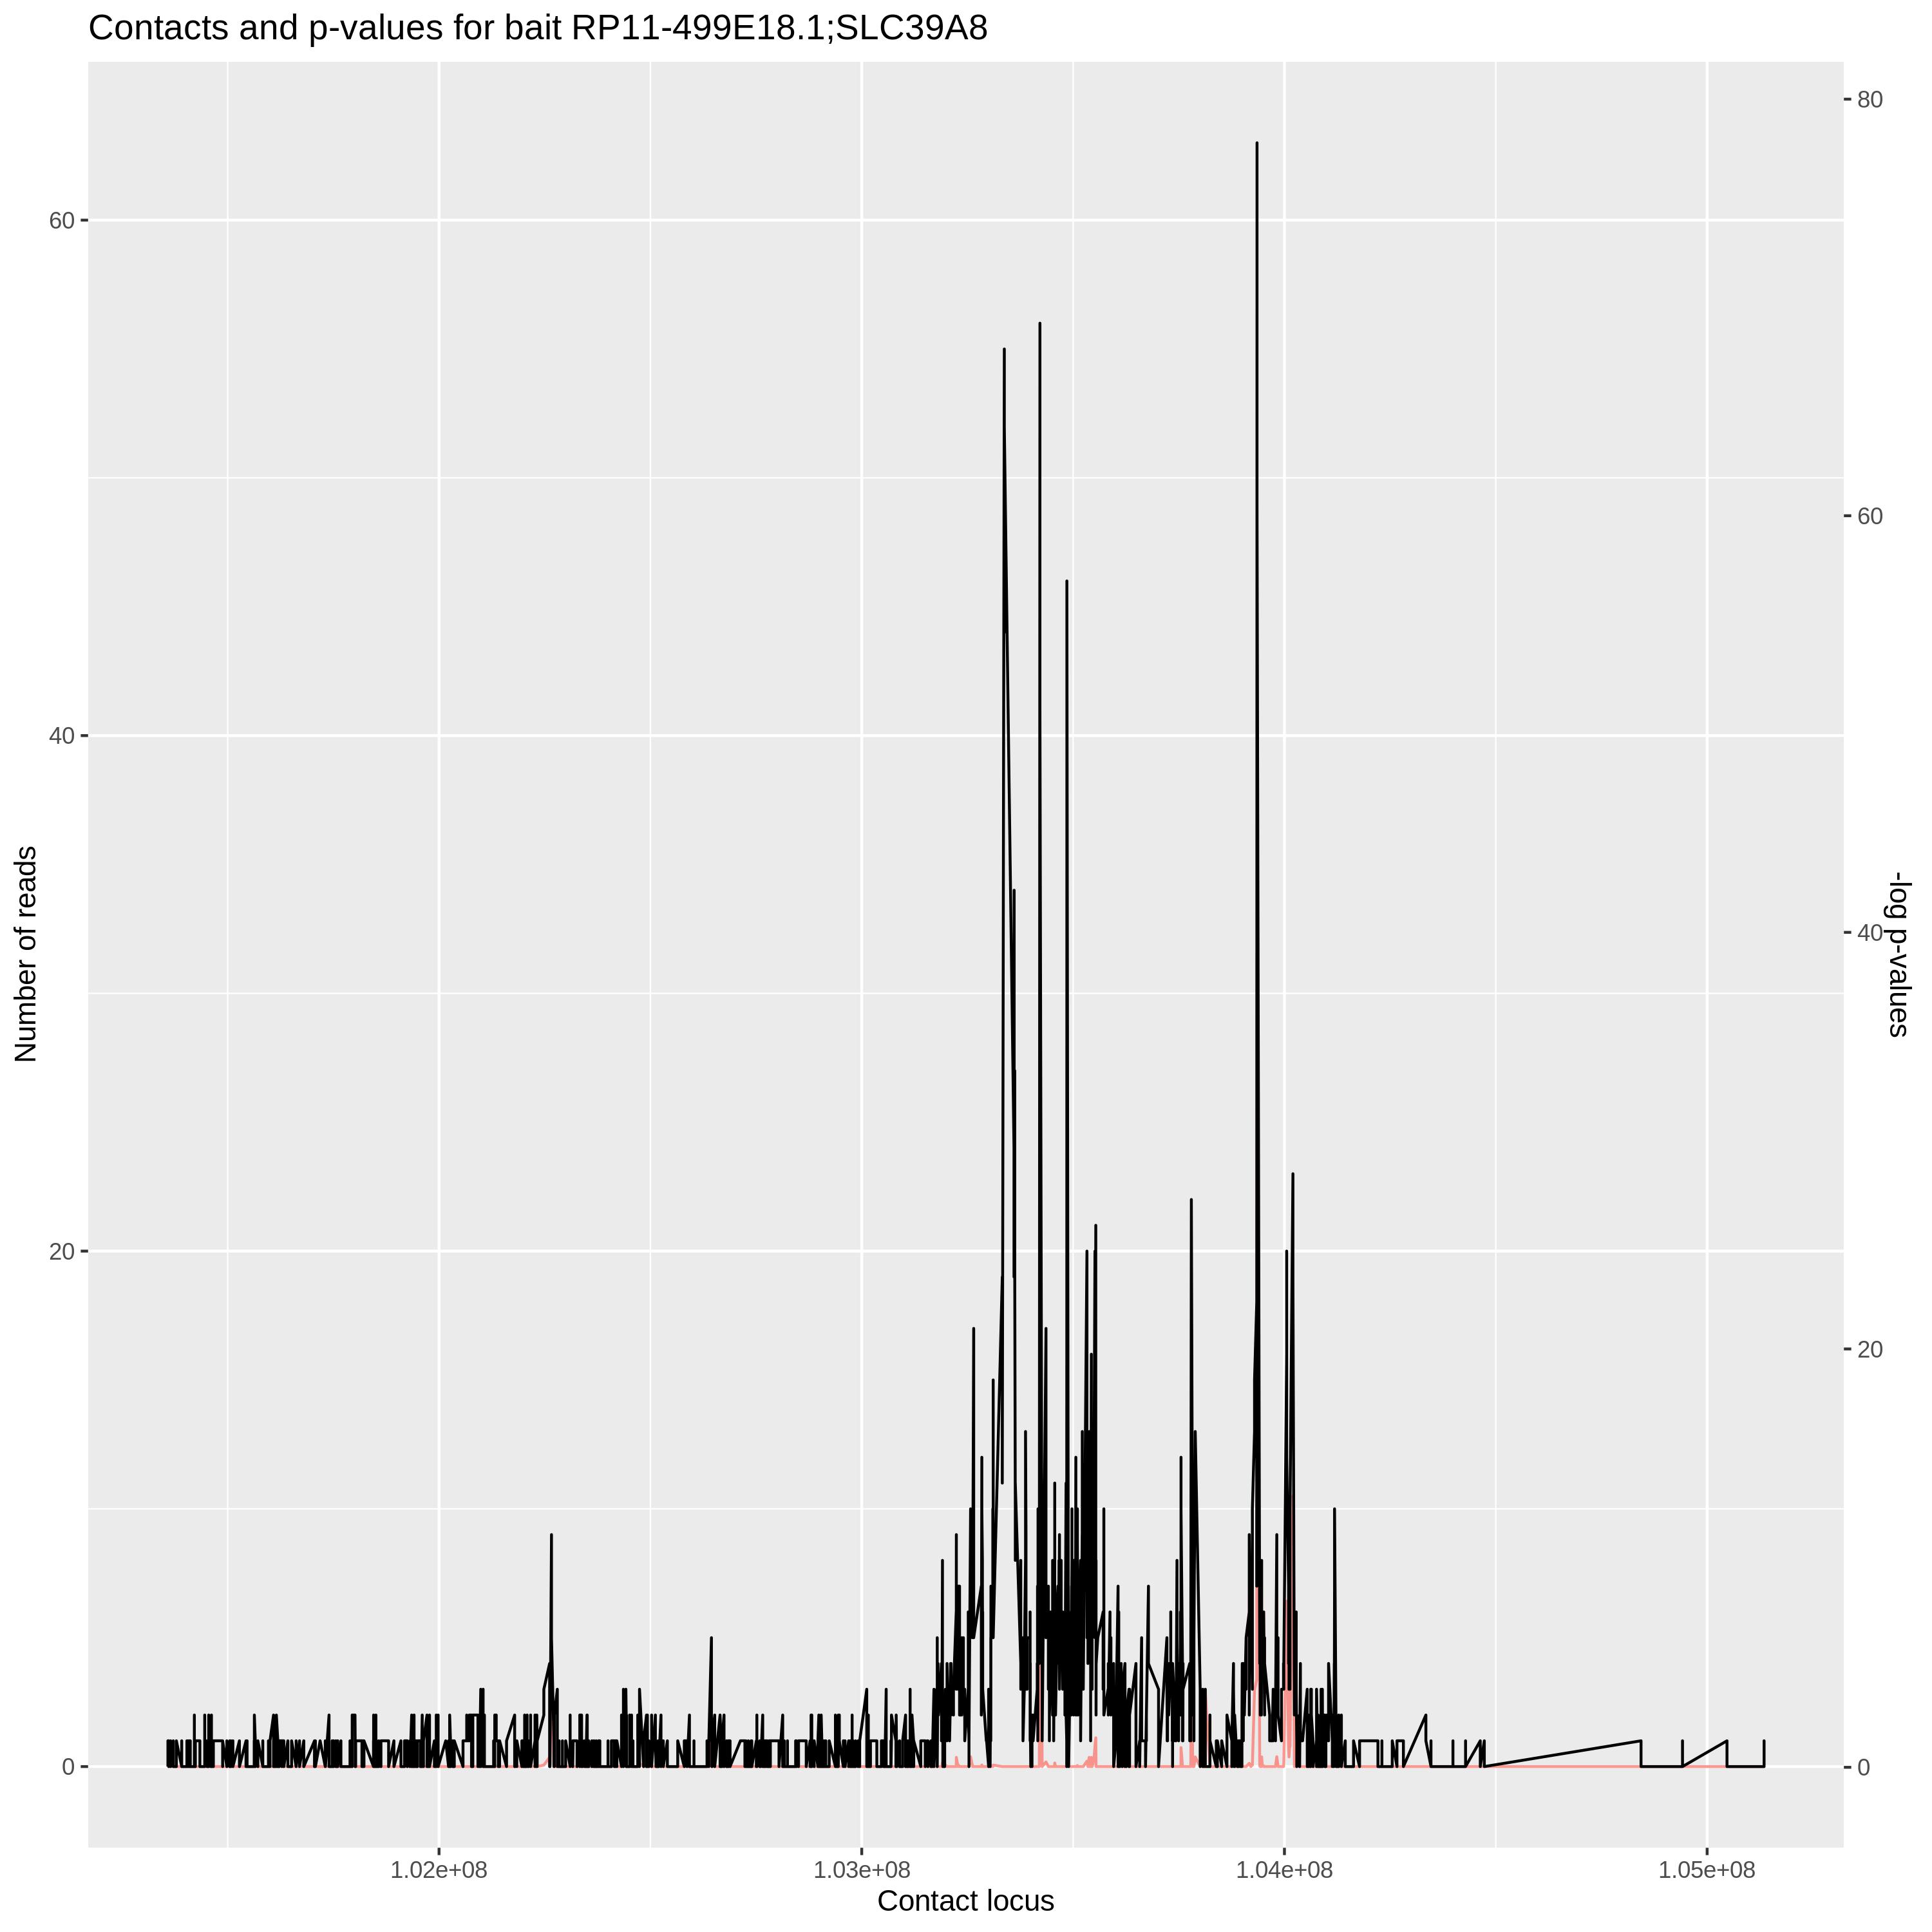 Contacts and p-values for bait RP11-499E18.1;SLC39A8
80
60
60
40
40
20
20
0
0
Number of reads
-log p-values
1.02e+08 1.03e+08 1.04e+08 1.05e+08
Contact locus